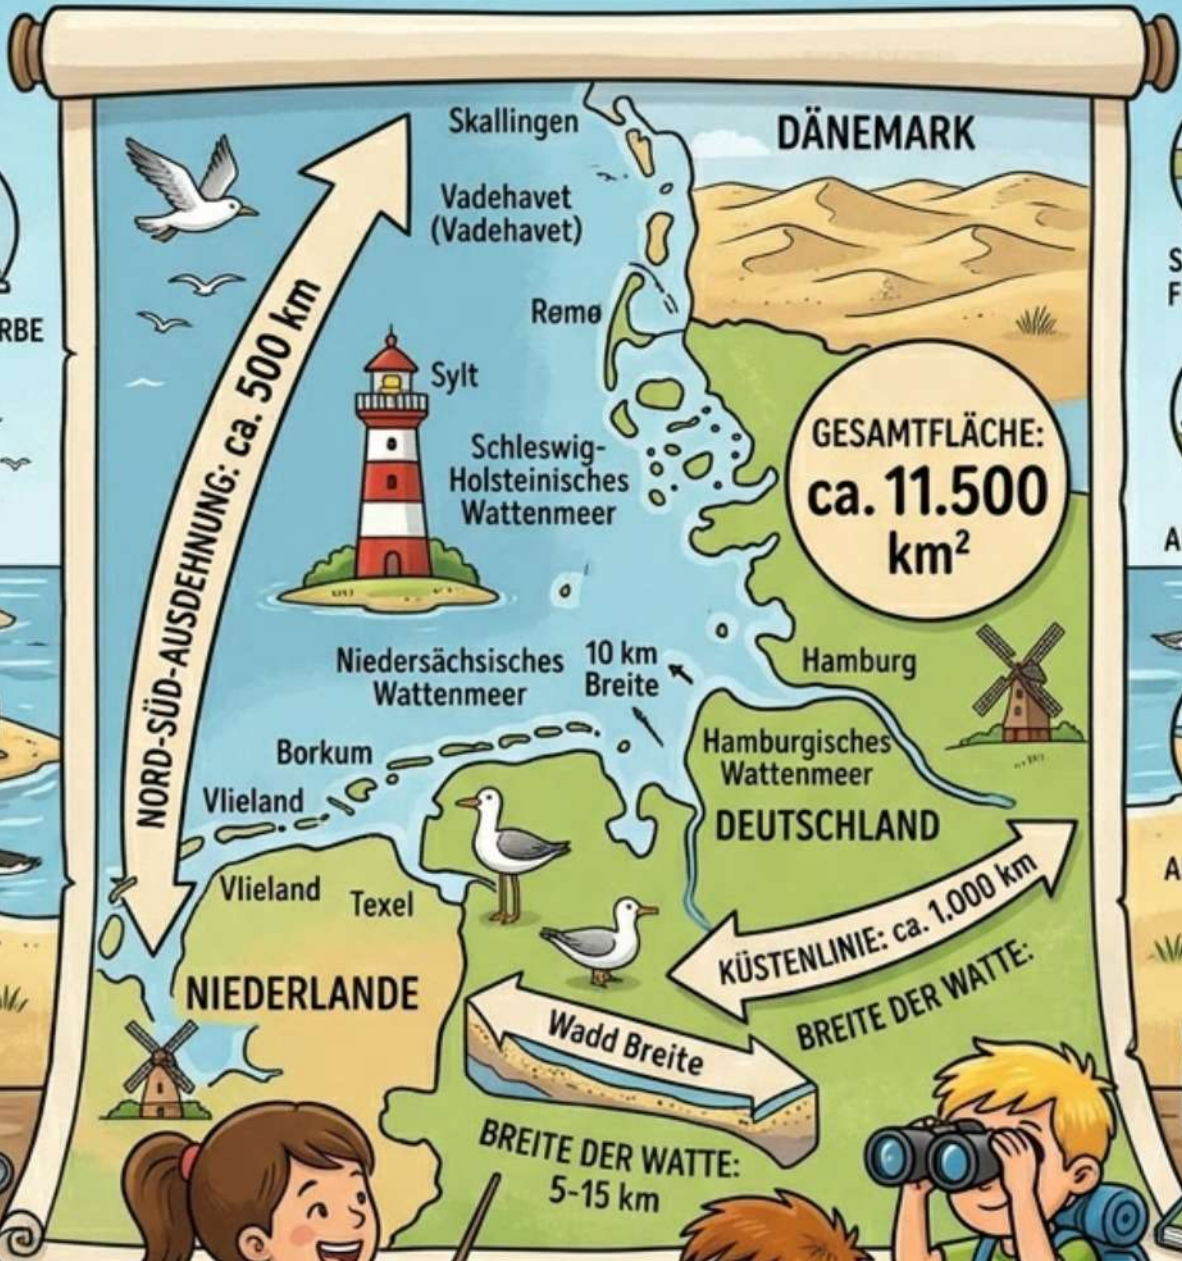 Skallingen
DÄNEMARK
Vadehavet
(Vadehavet)
Rømø
Sylt
NORD-SÜD-AUSDEHNUNG: ca. 500 km
Schleswig-
Holsteinisches
Wattenmeer
GESAMTFLÄCHE:
ca. 11.500
km²
Niedersächsisches
Wattenmeer
10 km
Breite
Hamburg
Borkum
Hamburgisches
Wattenmeer
Vlieland
DEUTSCHLAND
Vlieland
Texel
KÜSTENLINIE: ca. 1.000 km
NIEDERLANDE
BREITE DER WATTE:
Wadd Breite
BREITE DER WATTE:
5-15 km
RBE
S
F
A
A